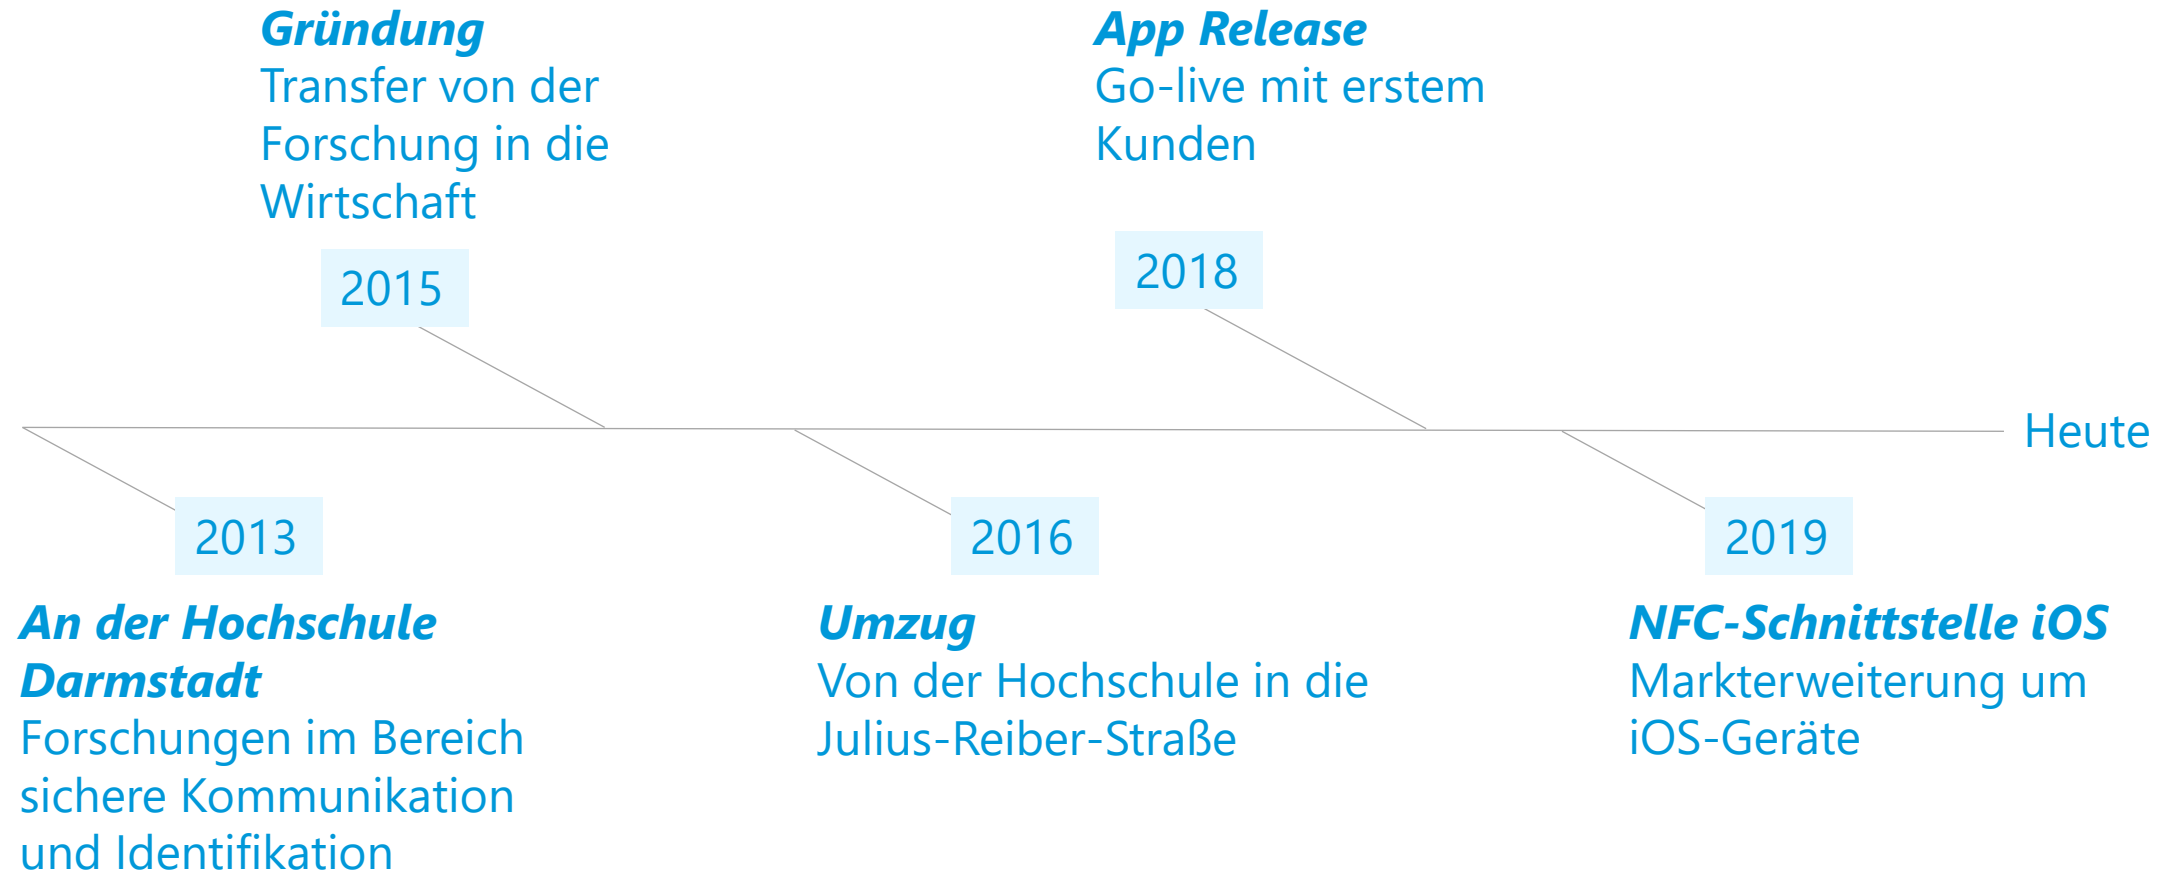 Gründung
Transfer von der
Forschung in die
Wirtschaft
2015
App Release
Go-live mit erstem
Kunden
2018
Heute
2013
An der Hochschule
Darmstadt
Forschungen im Bereich
sichere Kommunikation
und Identifikation
2016
Umzug
Von der Hochschule in die
Julius-Reiber-Straße
2019
NFC-Schnittstelle iOS
Markterweiterung um
iOS-Geräte